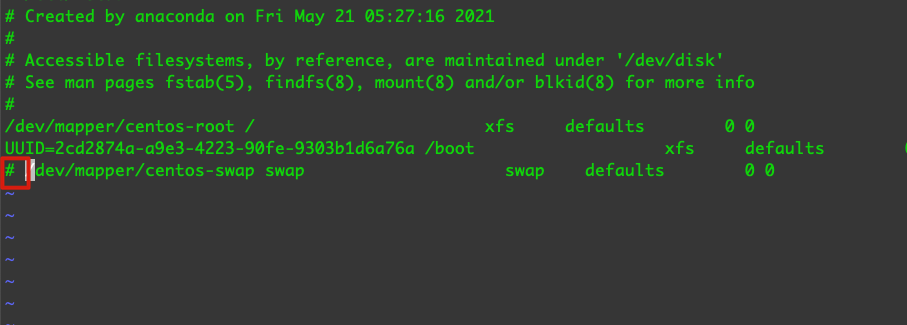 # Created by anaconda on Fri May 21 05:27:16 2021
#
# Accessible filesystems, by reference, are maintained under '/dev/disk'
# See man pages fstab(5), findfs(8), mount(8) and/or blkid(8) for more info
#
/dev/mapper/centos-root / xfs defaults 0 0
UUID=2cd2874a-a9e3-4223-90fe-9303b1d6a76a /boot xfs defaults
# /dev/mapper/centos-swap swap swap defaults 0 0
~
~
~
~
~
~